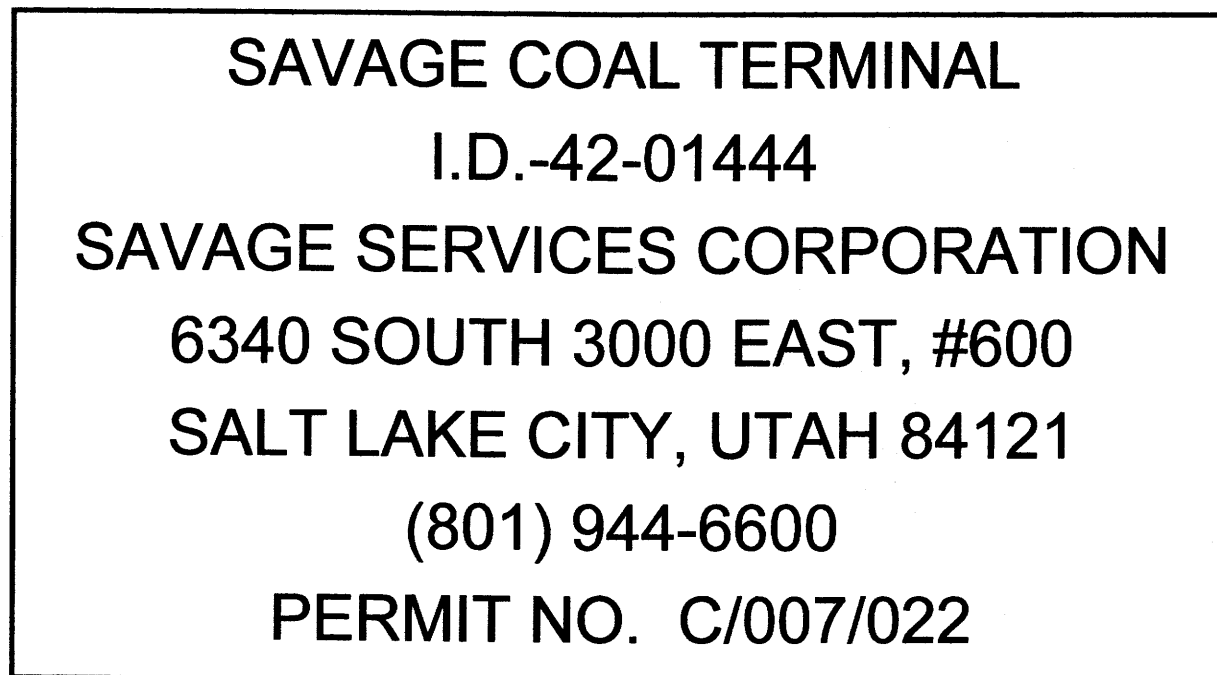 SAVAGE COAL TERMINAL
I.D.-42-01444
SAVAGE SERVICES CORPORATION
6340 SOUTH 3000 EAST, #600
SALT LAKE CITY, UTAH 84121
(801) 944-6600
PERMIT NO. C/007/022